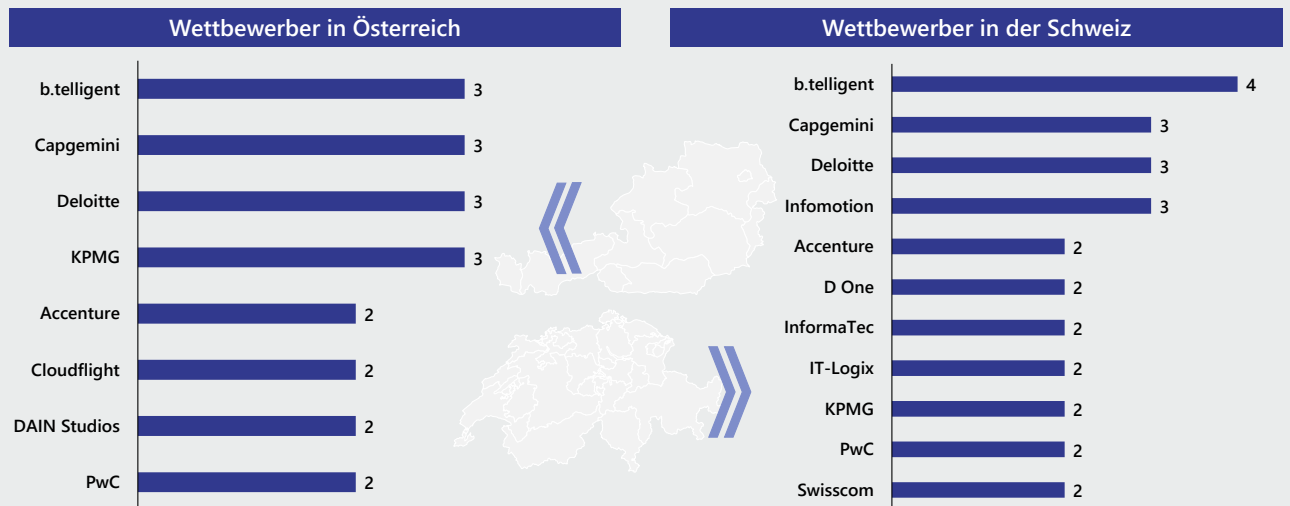 Wettbewerber in Österreich
b.telligent 3
Capgemini 3
Deloitte 3
KPMG 3
Accenture 2
Cloudflight 2
DAIN Studios 2
PwC 2
Wettbewerber in der Schweiz
b.telligent 4
Capgemini 3
Deloitte 3
Infomotion 3
Accenture 2
D One 2
InformaTec 2
IT-Logix 2
KPMG 2
PwC 2
Swisscom 2